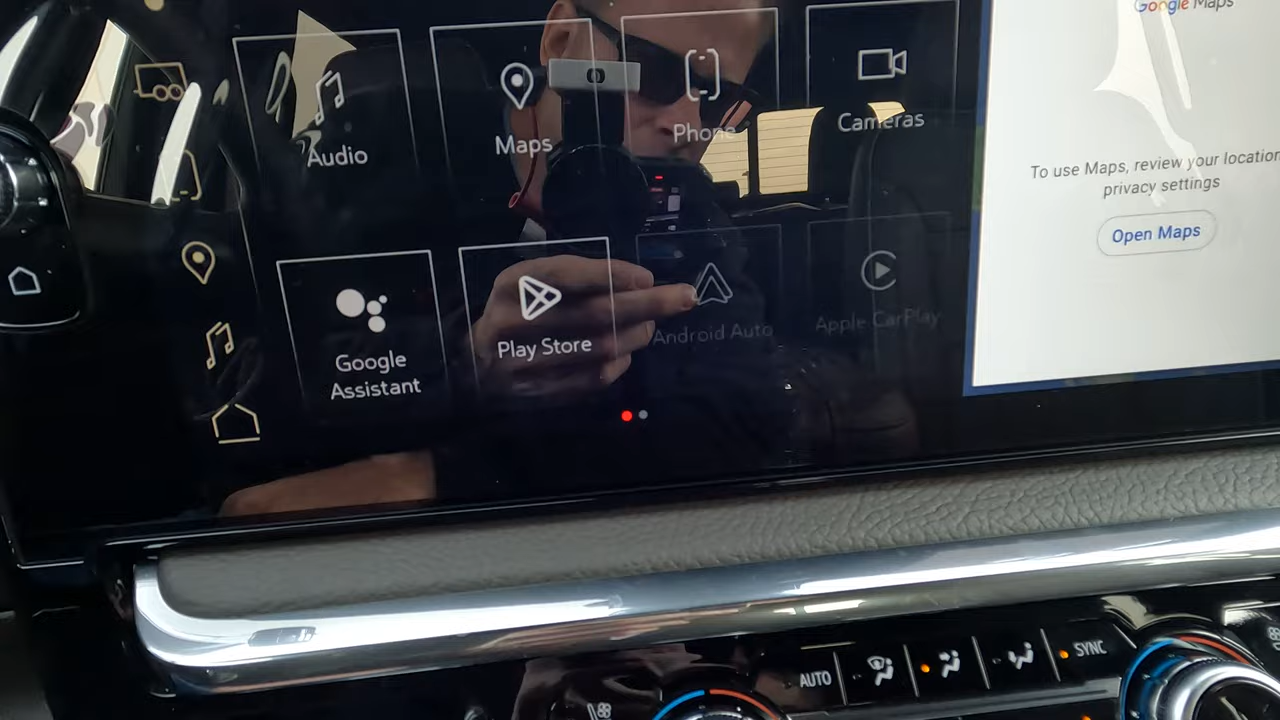 Google Maps
Audio
Maps
Phone
Cameras
To use Maps, review your location
privacy settings
Open Maps
Google
Assistant
Play Store
Android Auto
Apple CarPlay
AUTO
SYNC